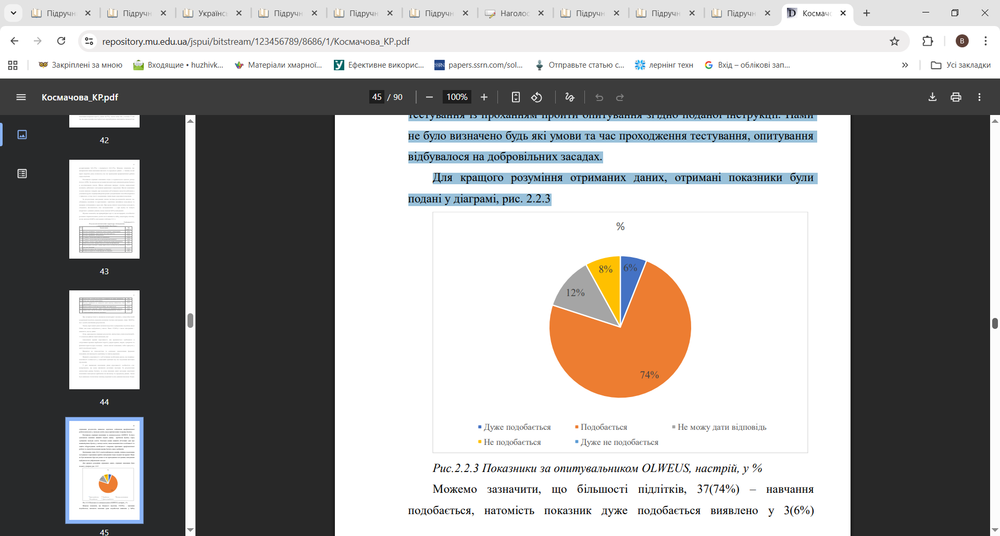 Підручн
Підручн
Українсь
Підручн
Підручн
Підручн
Наголос
Підручн
Підручн
Підручн
Космачо
repository.mu.edu.ua/jspui/bitstream/123456789/8686/1/Космачова_КР.pdf
B
Закріплені за мною
Входящие • huzhivk...
Матеріали хмарної...
Ефективне викорис...
papers.ssrn.com/sol...
Отправьте статью с...
лернінг техн
Вхід – облікові зап...
Усі закладки
Космачова_КР.pdf
45 / 90
100%
42
43
44
45
тестування із проханням пройти опитування згідно поданої інструкції. Нами
не було визначено будь які умови та час проходження тестування, опитування
відбувалося на добровільних засадах.
Для кращого розуміння отриманих даних, отримані показники були
подані у діаграмі, рис. 2.2.3
%
8%
6%
12%
74%
Дуже подобається
Подобається
Не можу дати відповідь
Не подобається
Дуже не подобається
Рис.2.2.3 Показники за опитувальником OLWEUS, настрій, у %
Можемо зазначити, що більшості підлітків, 37(74%) – навчання
подобається, натомість показник дуже подобається виявлено у 3(6%)